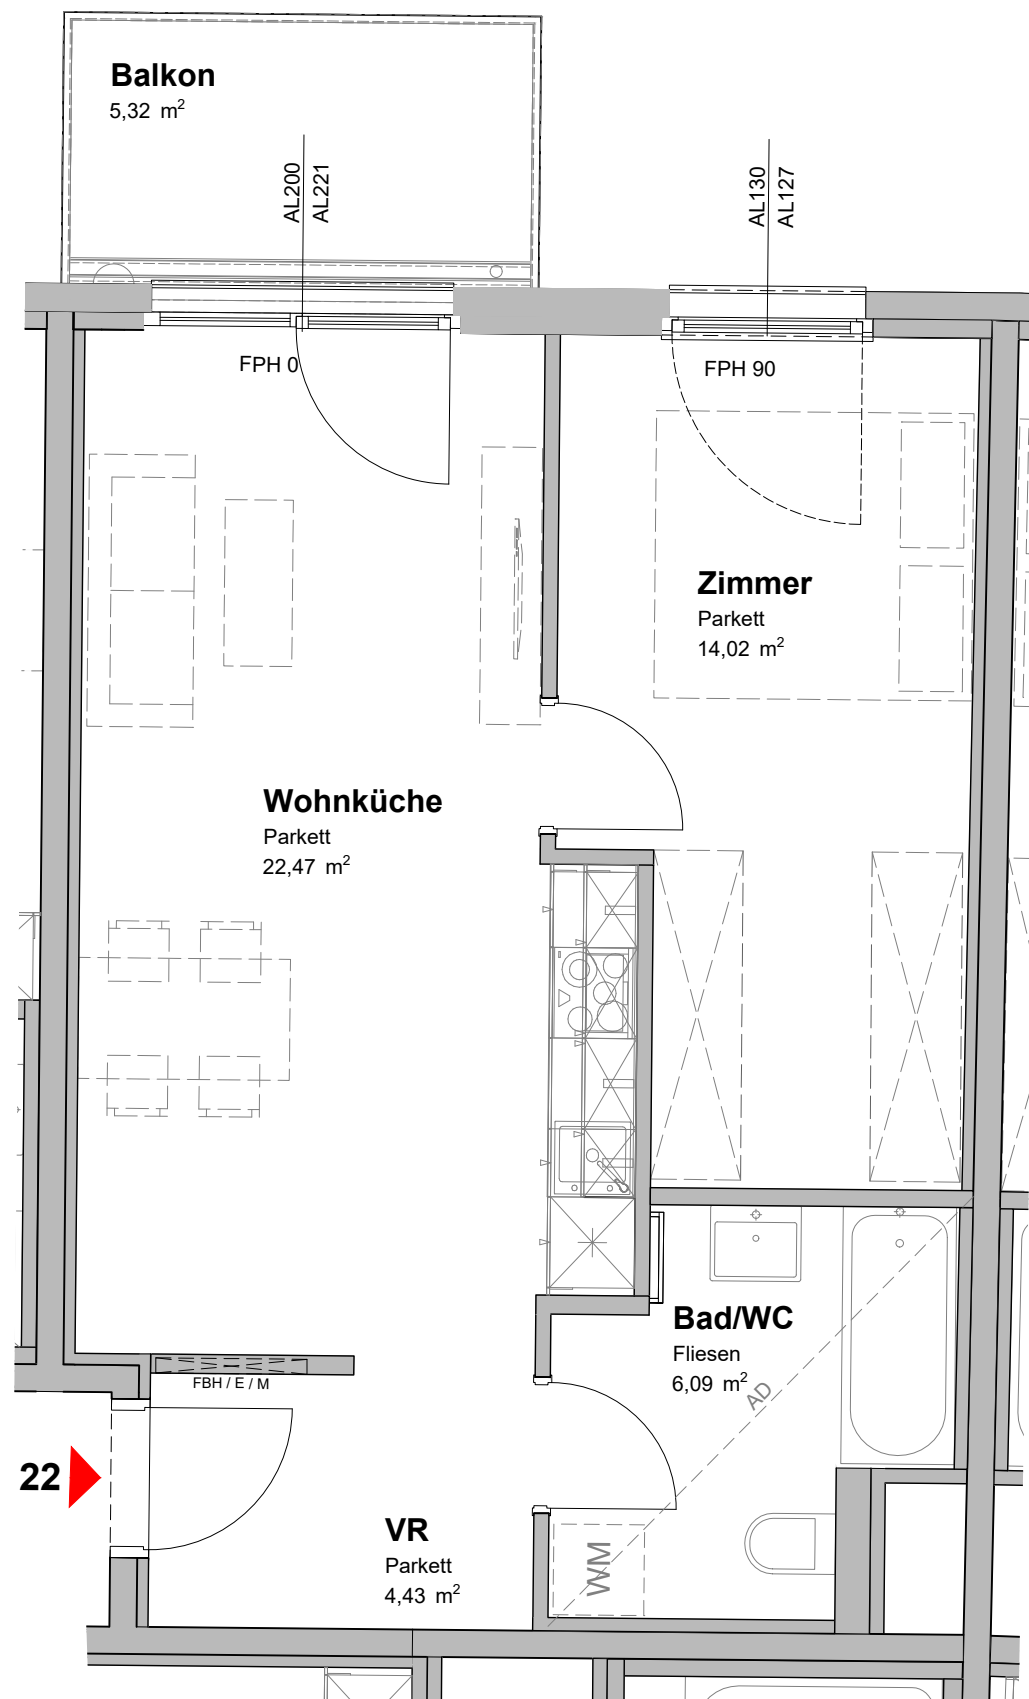 Balkon
5,32 m²
AL200
AL221
AL130
AL127
FPH 0
FPH 90
Zimmer
Parkett
14,02 m²
Wohnküche
Parkett
22,47 m²
Bad/WC
Fliesen
6,09 m²
AD
FBH / E / M
22
VR
Parkett
4,43 m²
WM